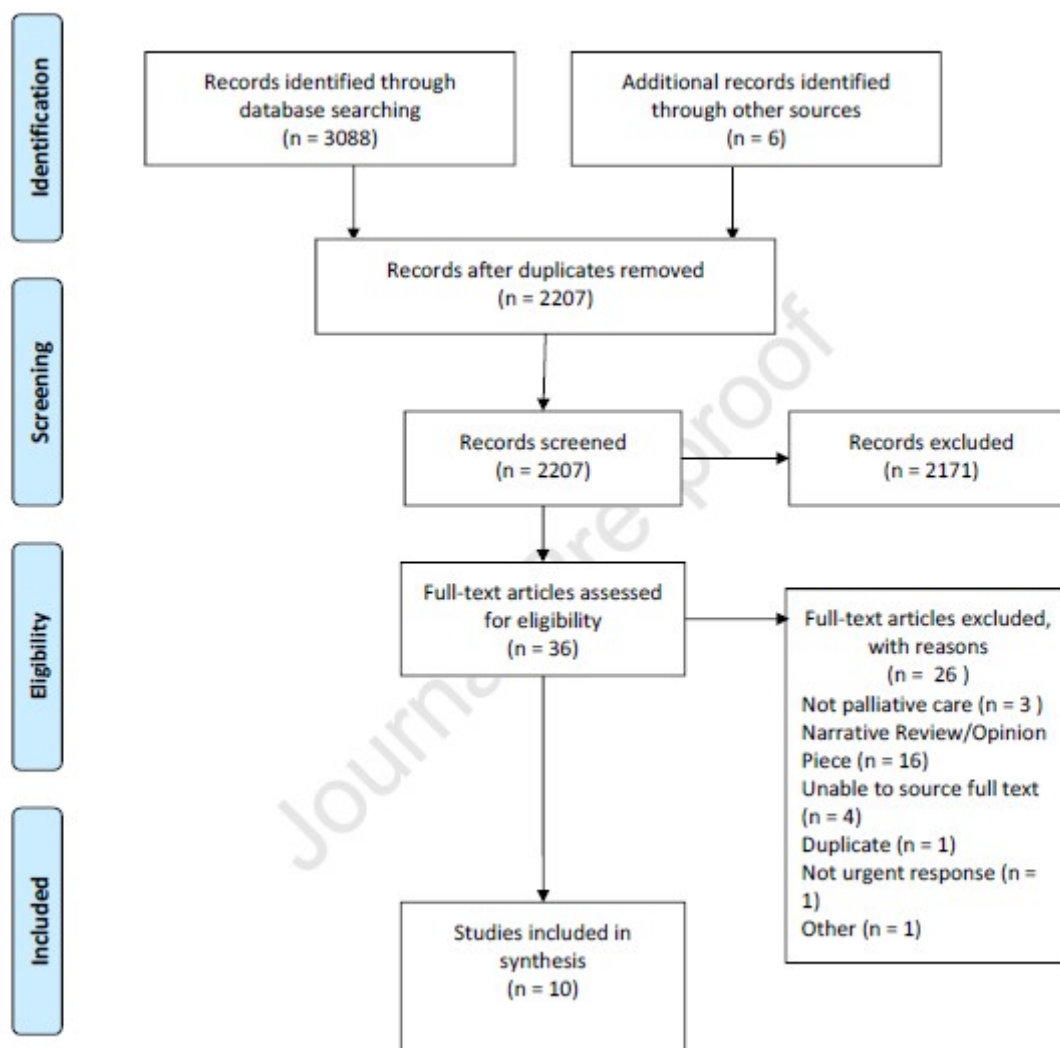 Identification
Records identified through
database searching
(n = 3088)
Additional records identified
through other sources
(n = 6)
Records after duplicates removed
(n = 2207)
Screening
Records screened
(n = 2207)
Records excluded
(n = 2171)
Eligibility
Full-text articles assessed
for eligibility
(n = 36)
Full-text articles excluded,
with reasons
(n =  26 )
Not palliative care (n = 3 )
Narrative Review/Opinion
Piece (n = 16)
Unable to source full text
(n = 4)
Duplicate (n = 1)
Not urgent response (n =
1)
Other (n = 1)
Included
Studies included in
synthesis
(n = 10)
Journal Pre-proof